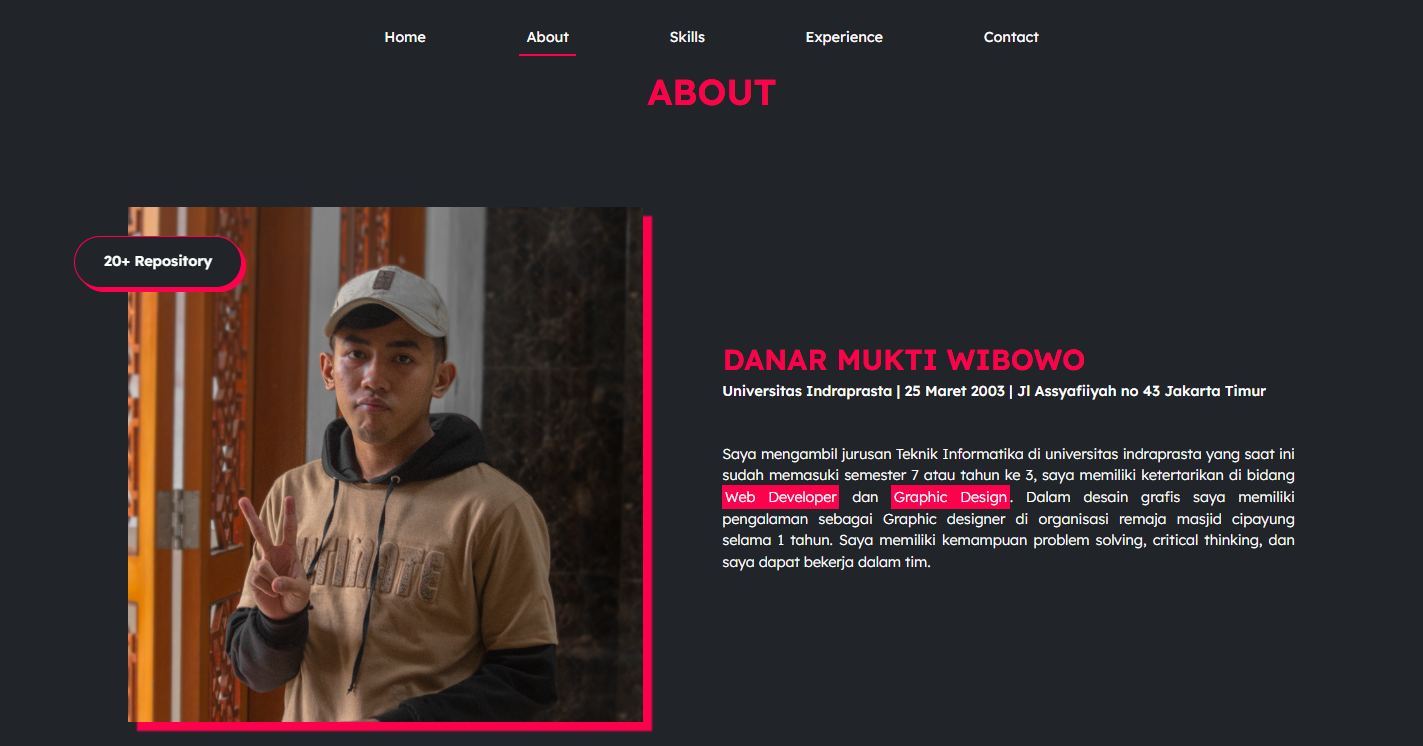 Home About Skills Experience Contact
ABOUT
20+ Repository
DANAR MUKTI WIBOWO
Universitas Indraprasta | 25 Maret 2003 | Jl Assyafiiyah no 43 Jakarta Timur
Saya mengambil jurusan Teknik Informatika di universitas indraprasta yang saat ini
sudah memasuki semester 7 atau tahun ke 3, saya memiliki ketertarikan di bidang
Web Developer dan Graphic Design. Dalam desain grafis saya memiliki
pengalaman sebagai Graphic designer di organisasi remaja masjid cipayung
selama 1 tahun. Saya memiliki kemampuan problem solving, critical thinking, dan
saya dapat bekerja dalam tim.